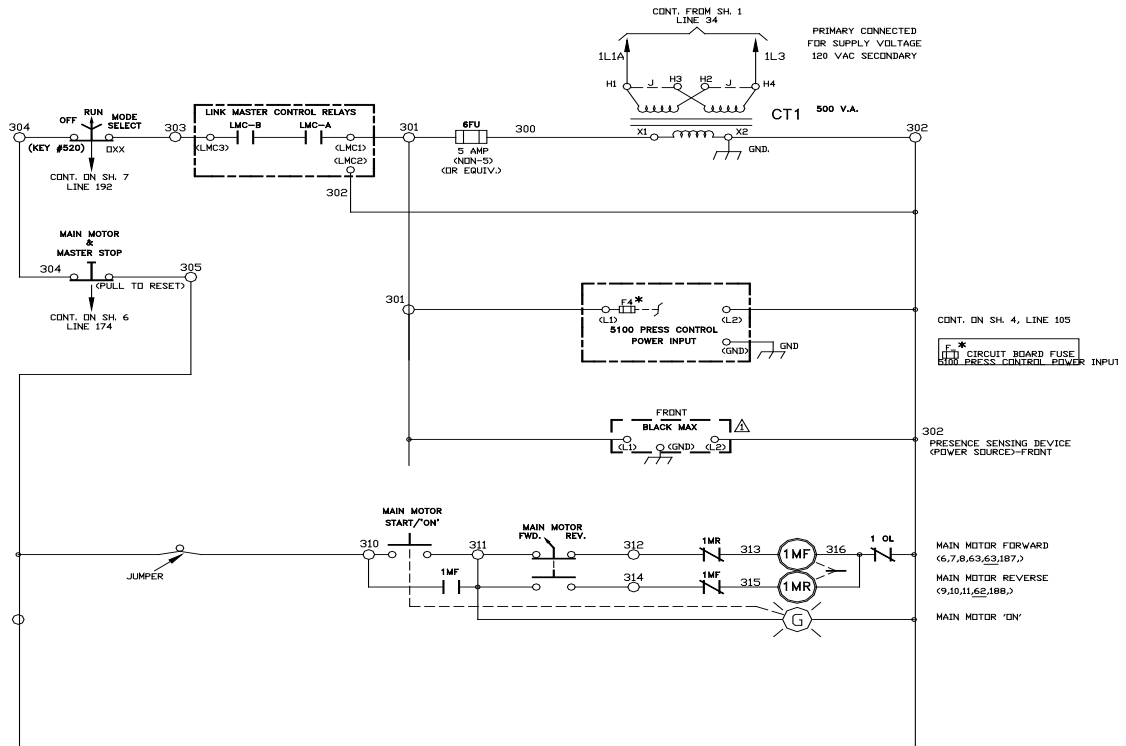 CONT. FROM SH. 1
LINE 34
PRIMARY CONNECTED
FOR SUPPLY VOLTAGE
120 VAC SECONDARY
1L1A
1L3
H1
J
H3
H2
J
H4
CT1
500 V.A.
304
OFF
RUN
MODE
SELECT
(KEY #520)
OXX
CONT. ON SH. 7
LINE 192
303
LINK MASTER CONTROL RELAYS
LMC-B
LMC-A
(LMC3)
(LMC1)
(LMC2)
302
301
6FU
5 AMP
(NON-5)
(OR EQUIV.)
300
X1
X2
GND.
302
MAIN MOTOR
&
MASTER STOP
304
305
(PULL TO RESET)
CONT. ON SH. 6
LINE 174
301
F4*
(L1)
(L2)
5100 PRESS CONTROL
POWER INPUT
(GND)
GND
CONT. ON SH. 4, LINE 105
F_*
CIRCUIT BOARD FUSE
5100 PRESS CONTROL POWER INPUT
FRONT
BLACK MAX
1
(L1)
(GND)
(L2)
302
PRESENCE SENSING DEVICE
(POWER SOURCE)-FRONT
MAIN MOTOR
START/'ON'
MAIN MOTOR
FWD.
REV.
JUMPER
310
311
312
1MR
313
1MF
316
1 OL
MAIN MOTOR FORWARD
(6,7,8,63,63,187,)
1MF
314
1MF
315
1MR
MAIN MOTOR REVERSE
(9,10,11,62,188,)
G
MAIN MOTOR 'ON'